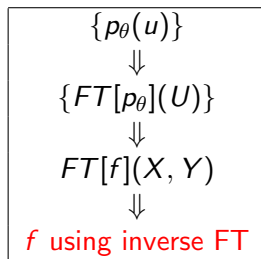 {p_θ(u)}
⇓
{FT[p_θ](U)}
⇓
FT[f](X, Y)
⇓
f using inverse FT